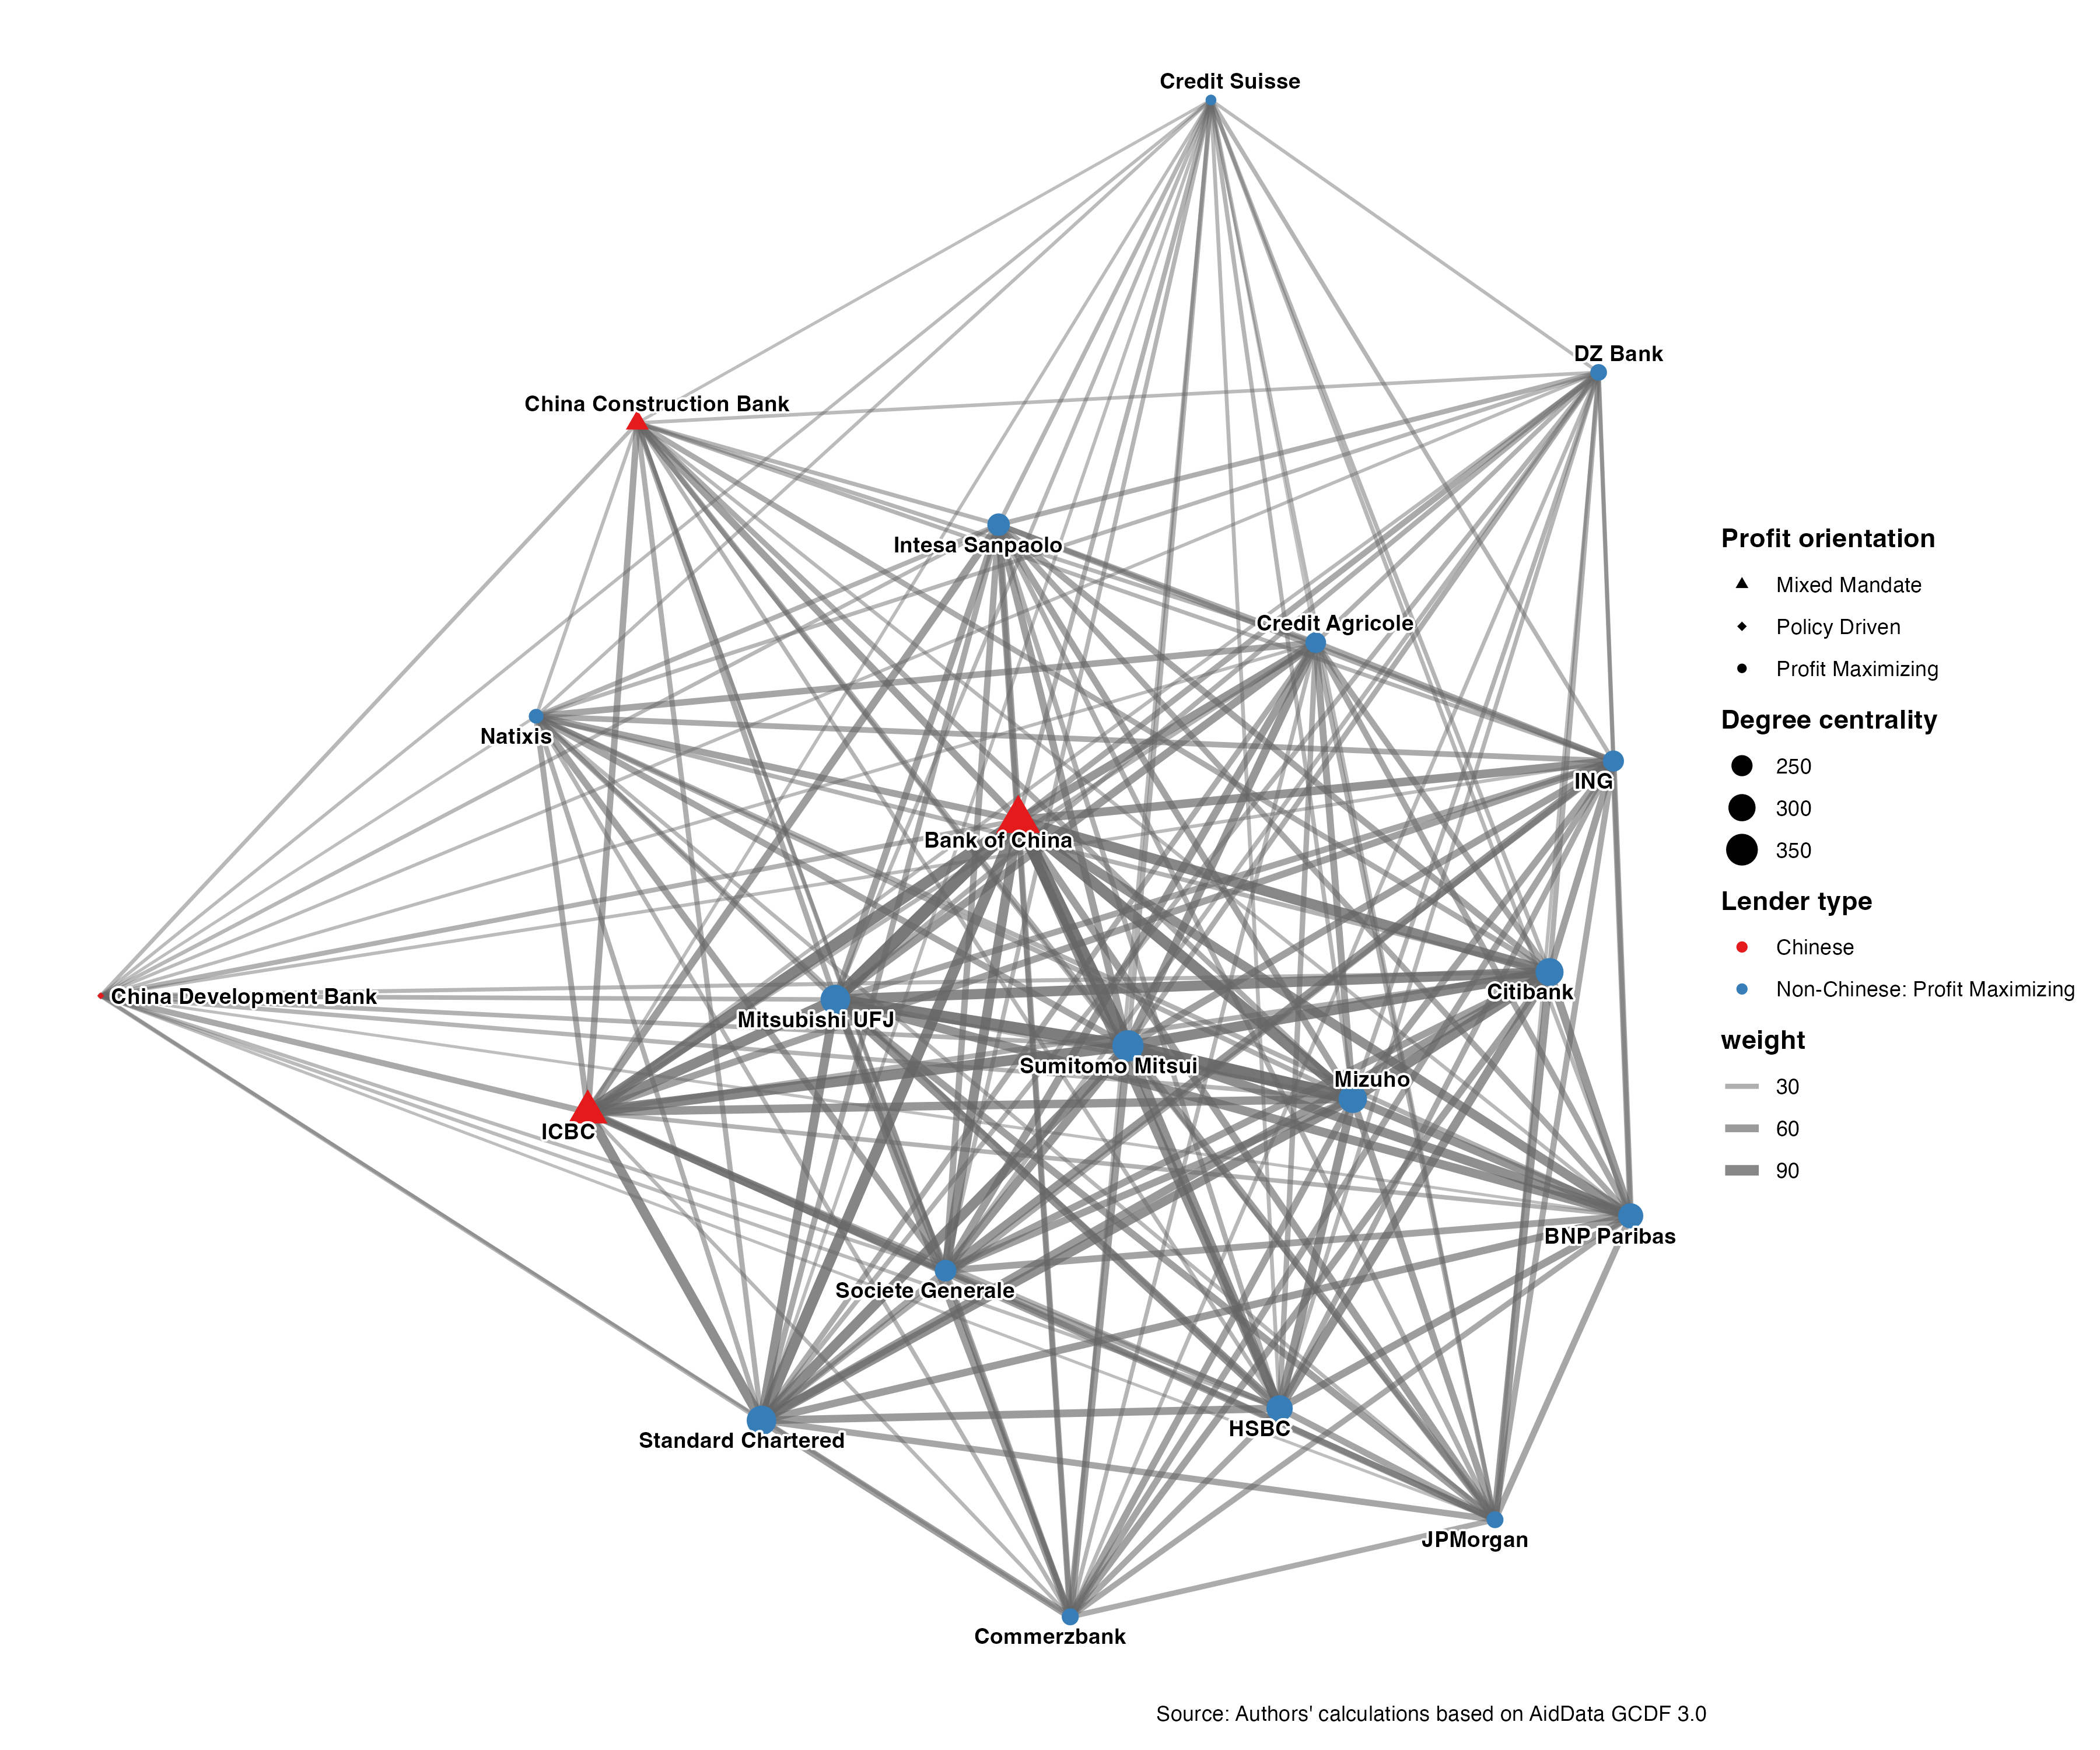 Credit Suisse
DZ Bank
China Construction Bank
Intesa Sanpaolo
Credit Agricole
Natixis
ING
Bank of China
Citibank
China Development Bank
Mitsubishi UFJ
Sumitomo Mitsui
Mizuho
ICBC
BNP Paribas
Societe Generale
Standard Chartered
HSBC
JPMorgan
Commerzbank
Profit orientation
Mixed Mandate
Policy Driven
Profit Maximizing
Degree centrality
250
300
350
Lender type
Chinese
Non-Chinese: Profit Maximizing
weight
30
60
90
Source: Authors' calculations based on AidData GCDF 3.0